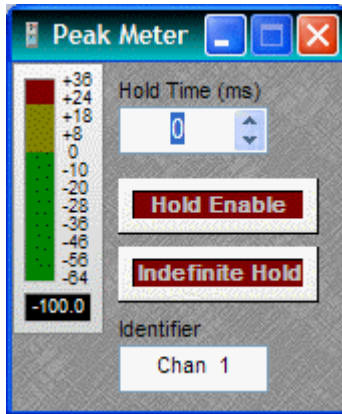 Peak Meter
+36
+24
+18
+8
0
-10
-20
-28
-36
-46
-56
-64
-100.0
Hold Time (ms)
0
Hold Enable
Indefinite Hold
Identifier
Chan 1